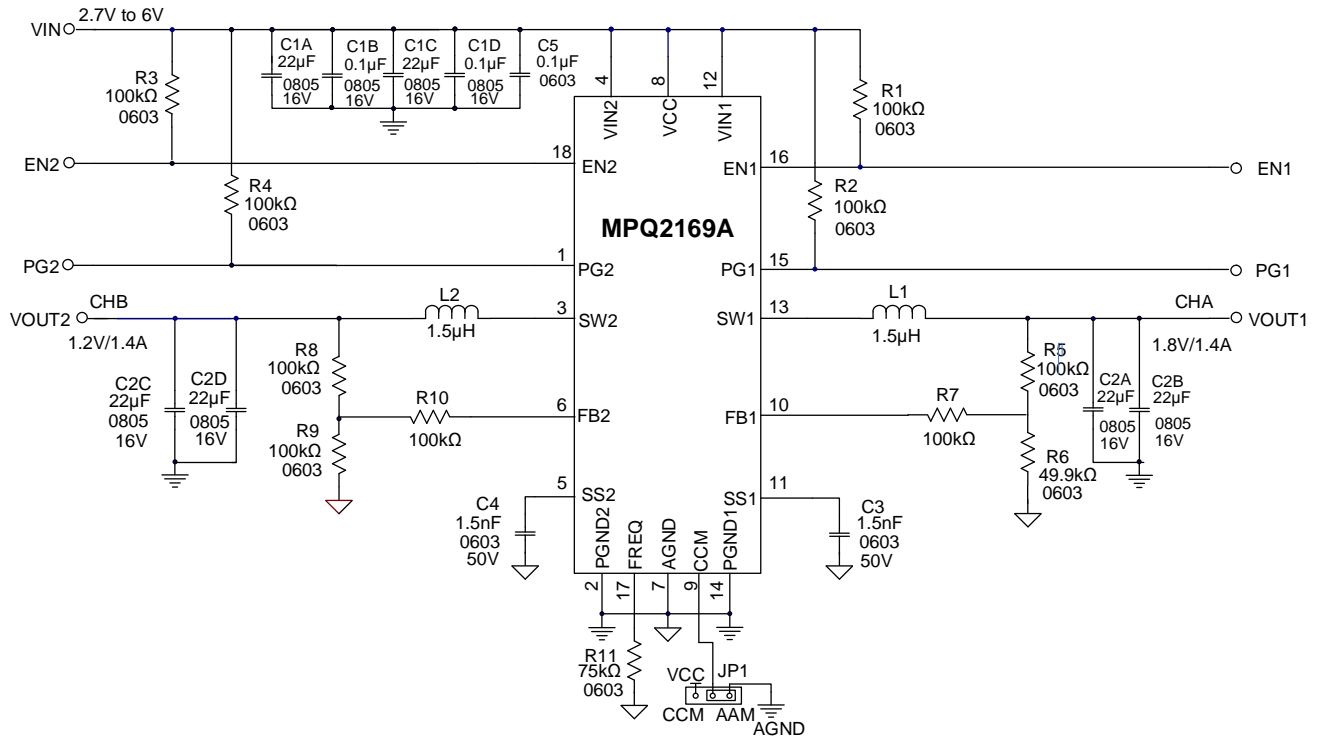 2.7V to 6V
VIN
R3
100kΩ
0603
C1A
22µF
0805
16V
C1B
0.1µF
0805
16V
C1C
22µF
0805
16V
C1D
0.1µF
0805
16V
C5
0.1µF
0603
4
8
12
VIN2
VCC
VIN1
R1
100kΩ
0603
EN2
18
EN2
EN1
16
EN1
R4
100kΩ
0603
R2
100kΩ
0603
MPQ2169A
PG2
1
PG2
PG1
15
PG1
VOUT2
CHB
1.2V/1.4A
L2
1.5µH
3
SW2
SW1
13
L1
1.5µH
CHA
VOUT1
1.8V/1.4A
C2C
22µF
0805
16V
C2D
22µF
0805
16V
R8
100kΩ
0603
R9
100kΩ
0603
R10
100kΩ
6
FB2
FB1
10
R7
100kΩ
R5
100kΩ
0603
R6
49.9kΩ
0603
C2A
22µF
0805
16V
C2B
22µF
0805
16V
5
SS2
SS1
11
C4
1.5nF
0603
50V
C3
1.5nF
0603
50V
PGND2
FREQ
AGND
CCM
PGND1
2
17
7
9
14
R11
75kΩ
0603
VCC
JP1
CCM
AAM
AGND